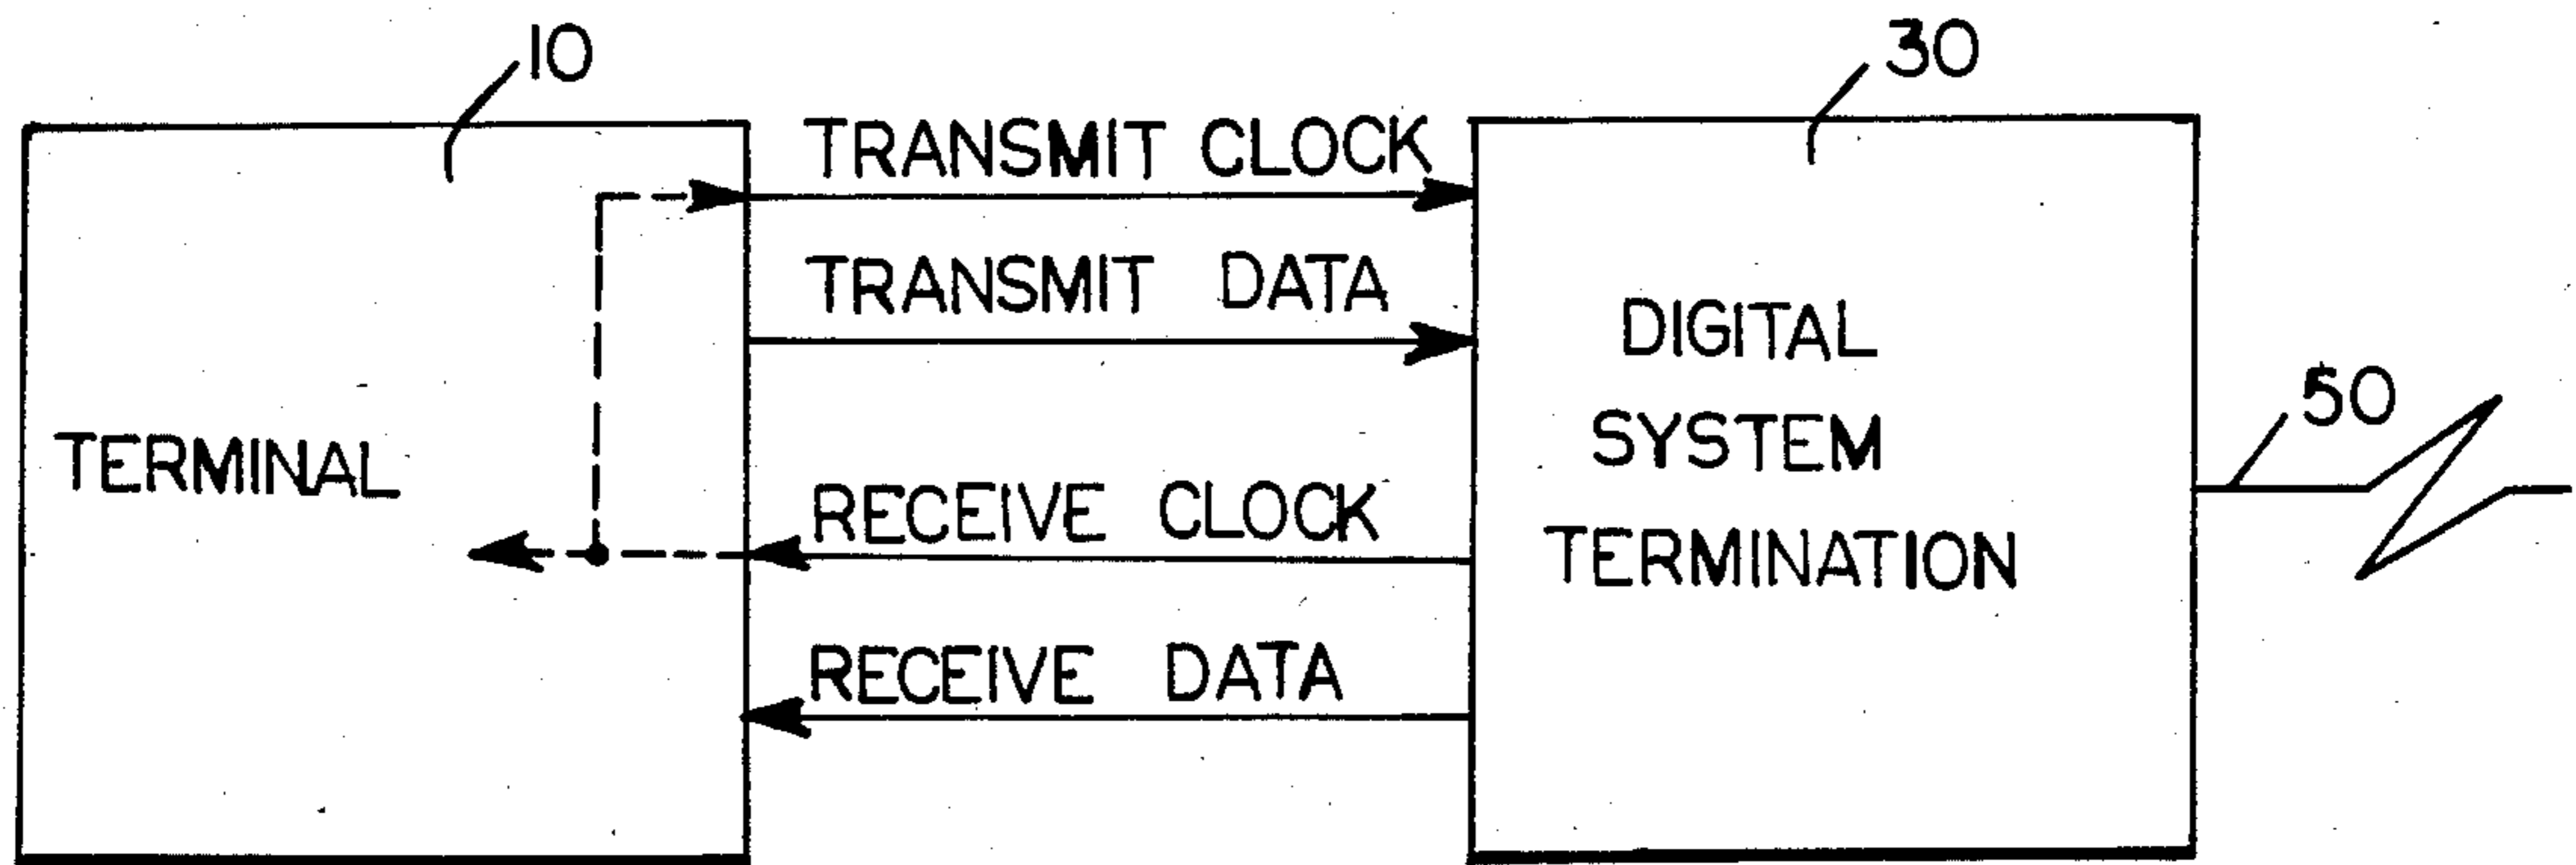 10
30
TRANSMIT CLOCK
TRANSMIT DATA
TERMINAL
RECEIVE CLOCK
RECEIVE DATA
DIGITAL
SYSTEM
TERMINATION
50